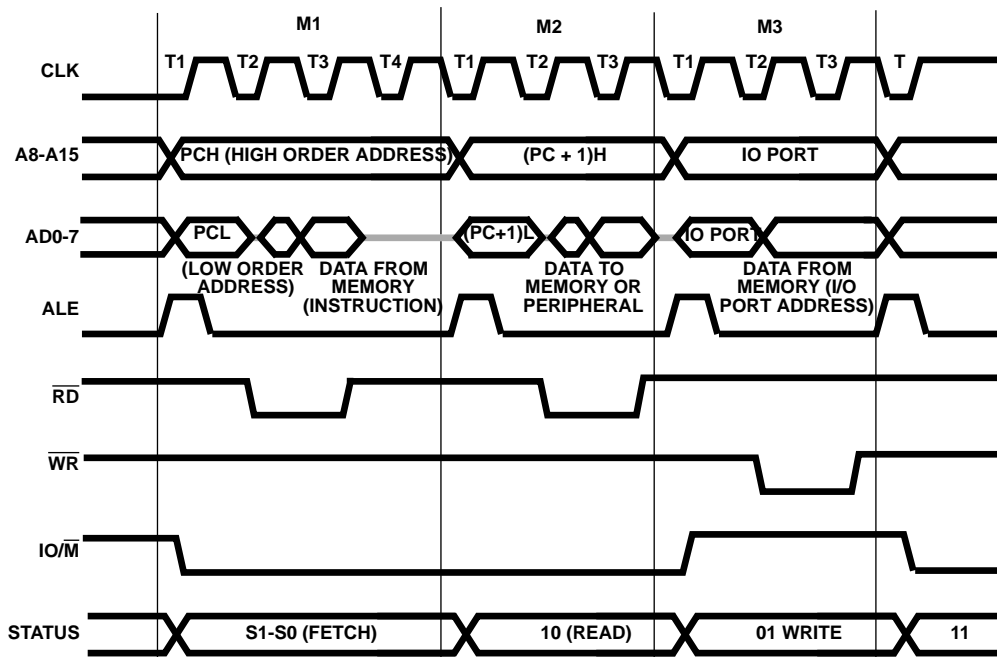 M1 M2 M3
CLK T1 T2 T3 T4 T1 T2 T3 T1 T2 T3 T
A8-A15 PCH (HIGH ORDER ADDRESS) (PC + 1)H IO PORT
AD0-7 PCL (PC+1)L IO PORT
(LOW ORDER
ADDRESS)
DATA FROM
MEMORY
(INSTRUCTION)
DATA TO
MEMORY OR
PERIPHERAL
DATA FROM
MEMORY (I/O
PORT ADDRESS)
ALE
RD
WR
IO/M
STATUS S1-S0 (FETCH) 10 (READ) 01 WRITE 11